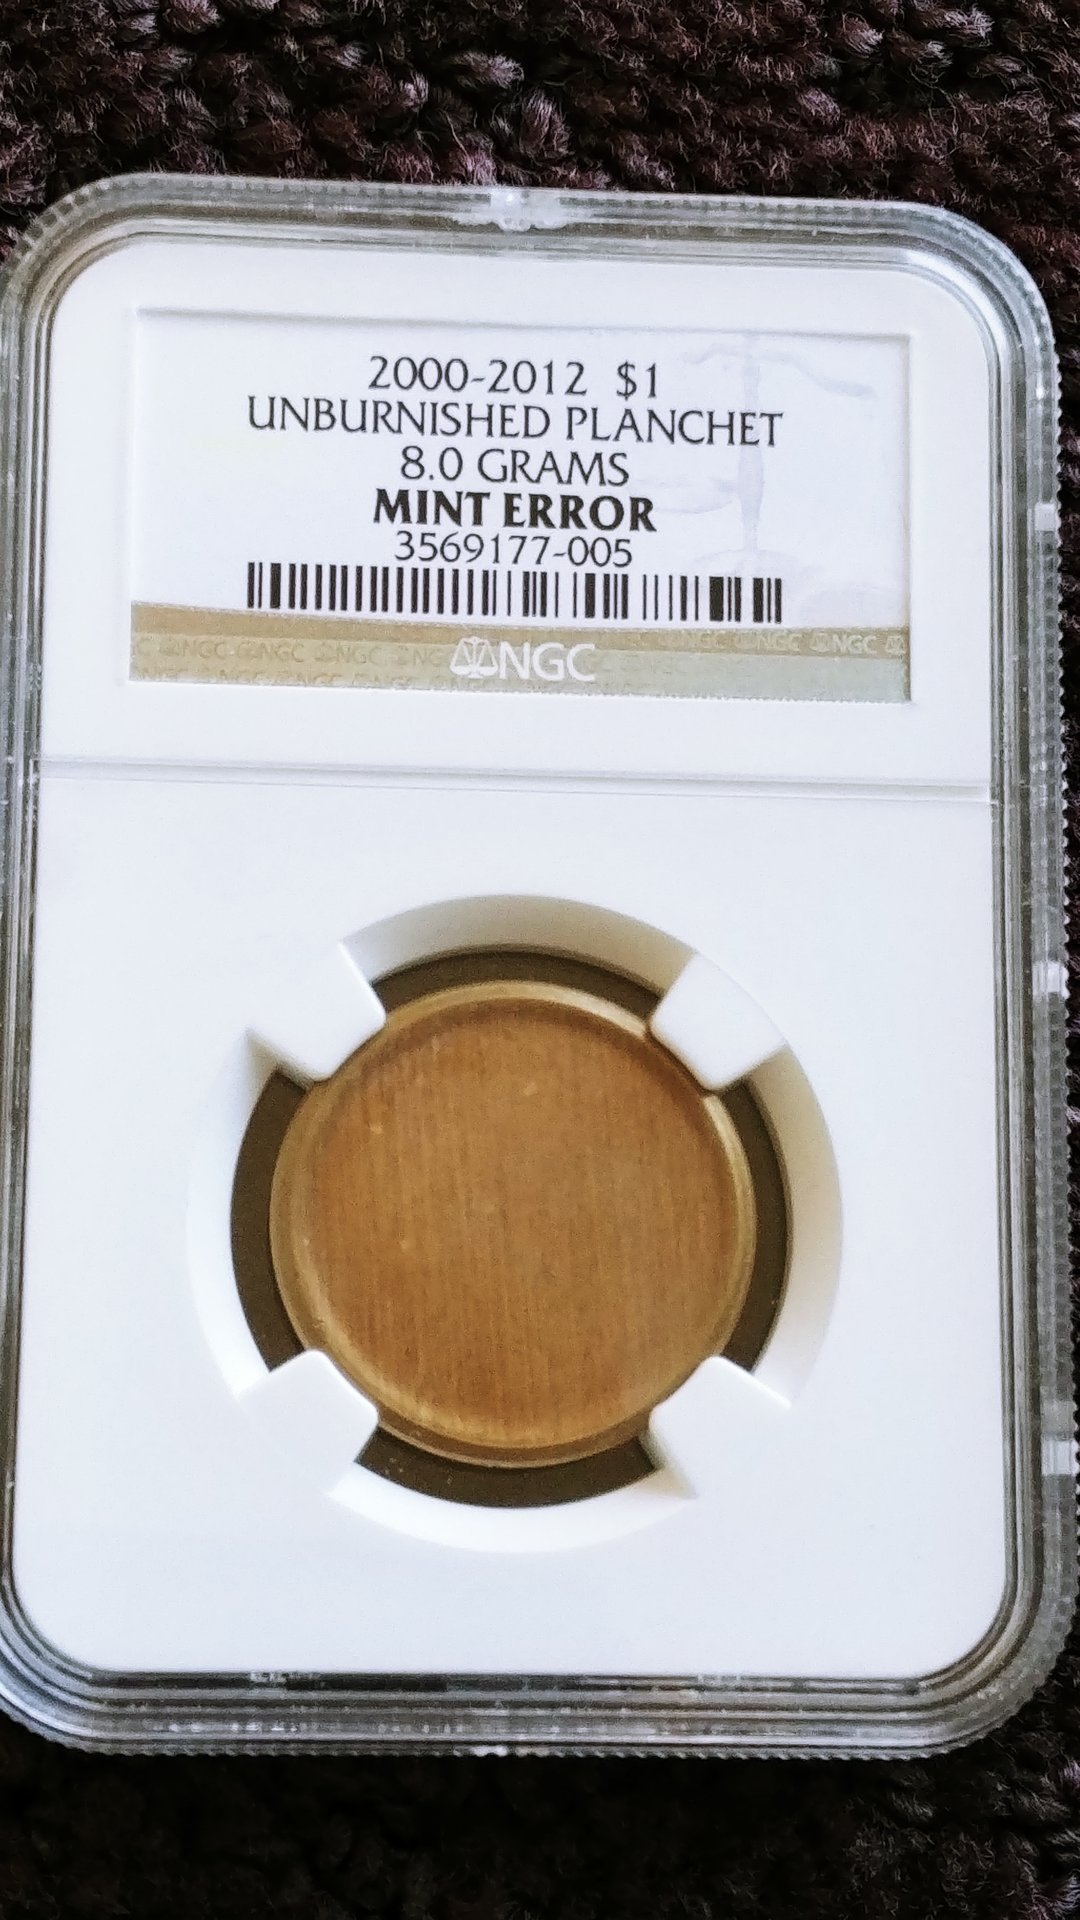 2000-2012 $1
UNBURNISHED PLANCHET
8.0 GRAMS
MINT ERROR
3569177-005
NGC